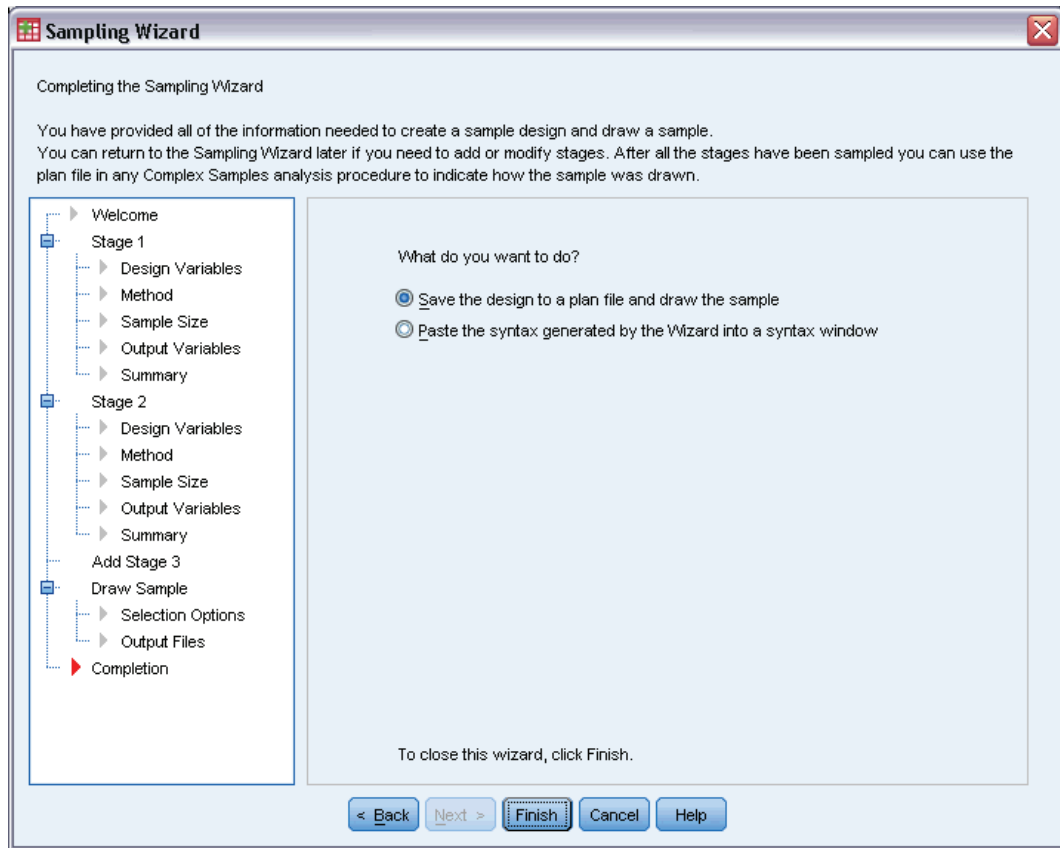 Sampling Wizard
Completing the Sampling Wizard
You have provided all of the information needed to create a sample design and draw a sample.
You can return to the Sampling Wizard later if you need to add or modify stages. After all the stages have been sampled you can use the
plan file in any Complex Samples analysis procedure to indicate how the sample was drawn.
Welcome
Stage 1
Design Variables
Method
Sample Size
Output Variables
Summary
Stage 2
Design Variables
Method
Sample Size
Output Variables
Summary
Add Stage 3
Draw Sample
Selection Options
Output Files
Completion
What do you want to do?
Save the design to a plan file and draw the sample
Paste the syntax generated by the Wizard into a syntax window
To close this wizard, click Finish.
< Back
Next >
Finish
Cancel
Help